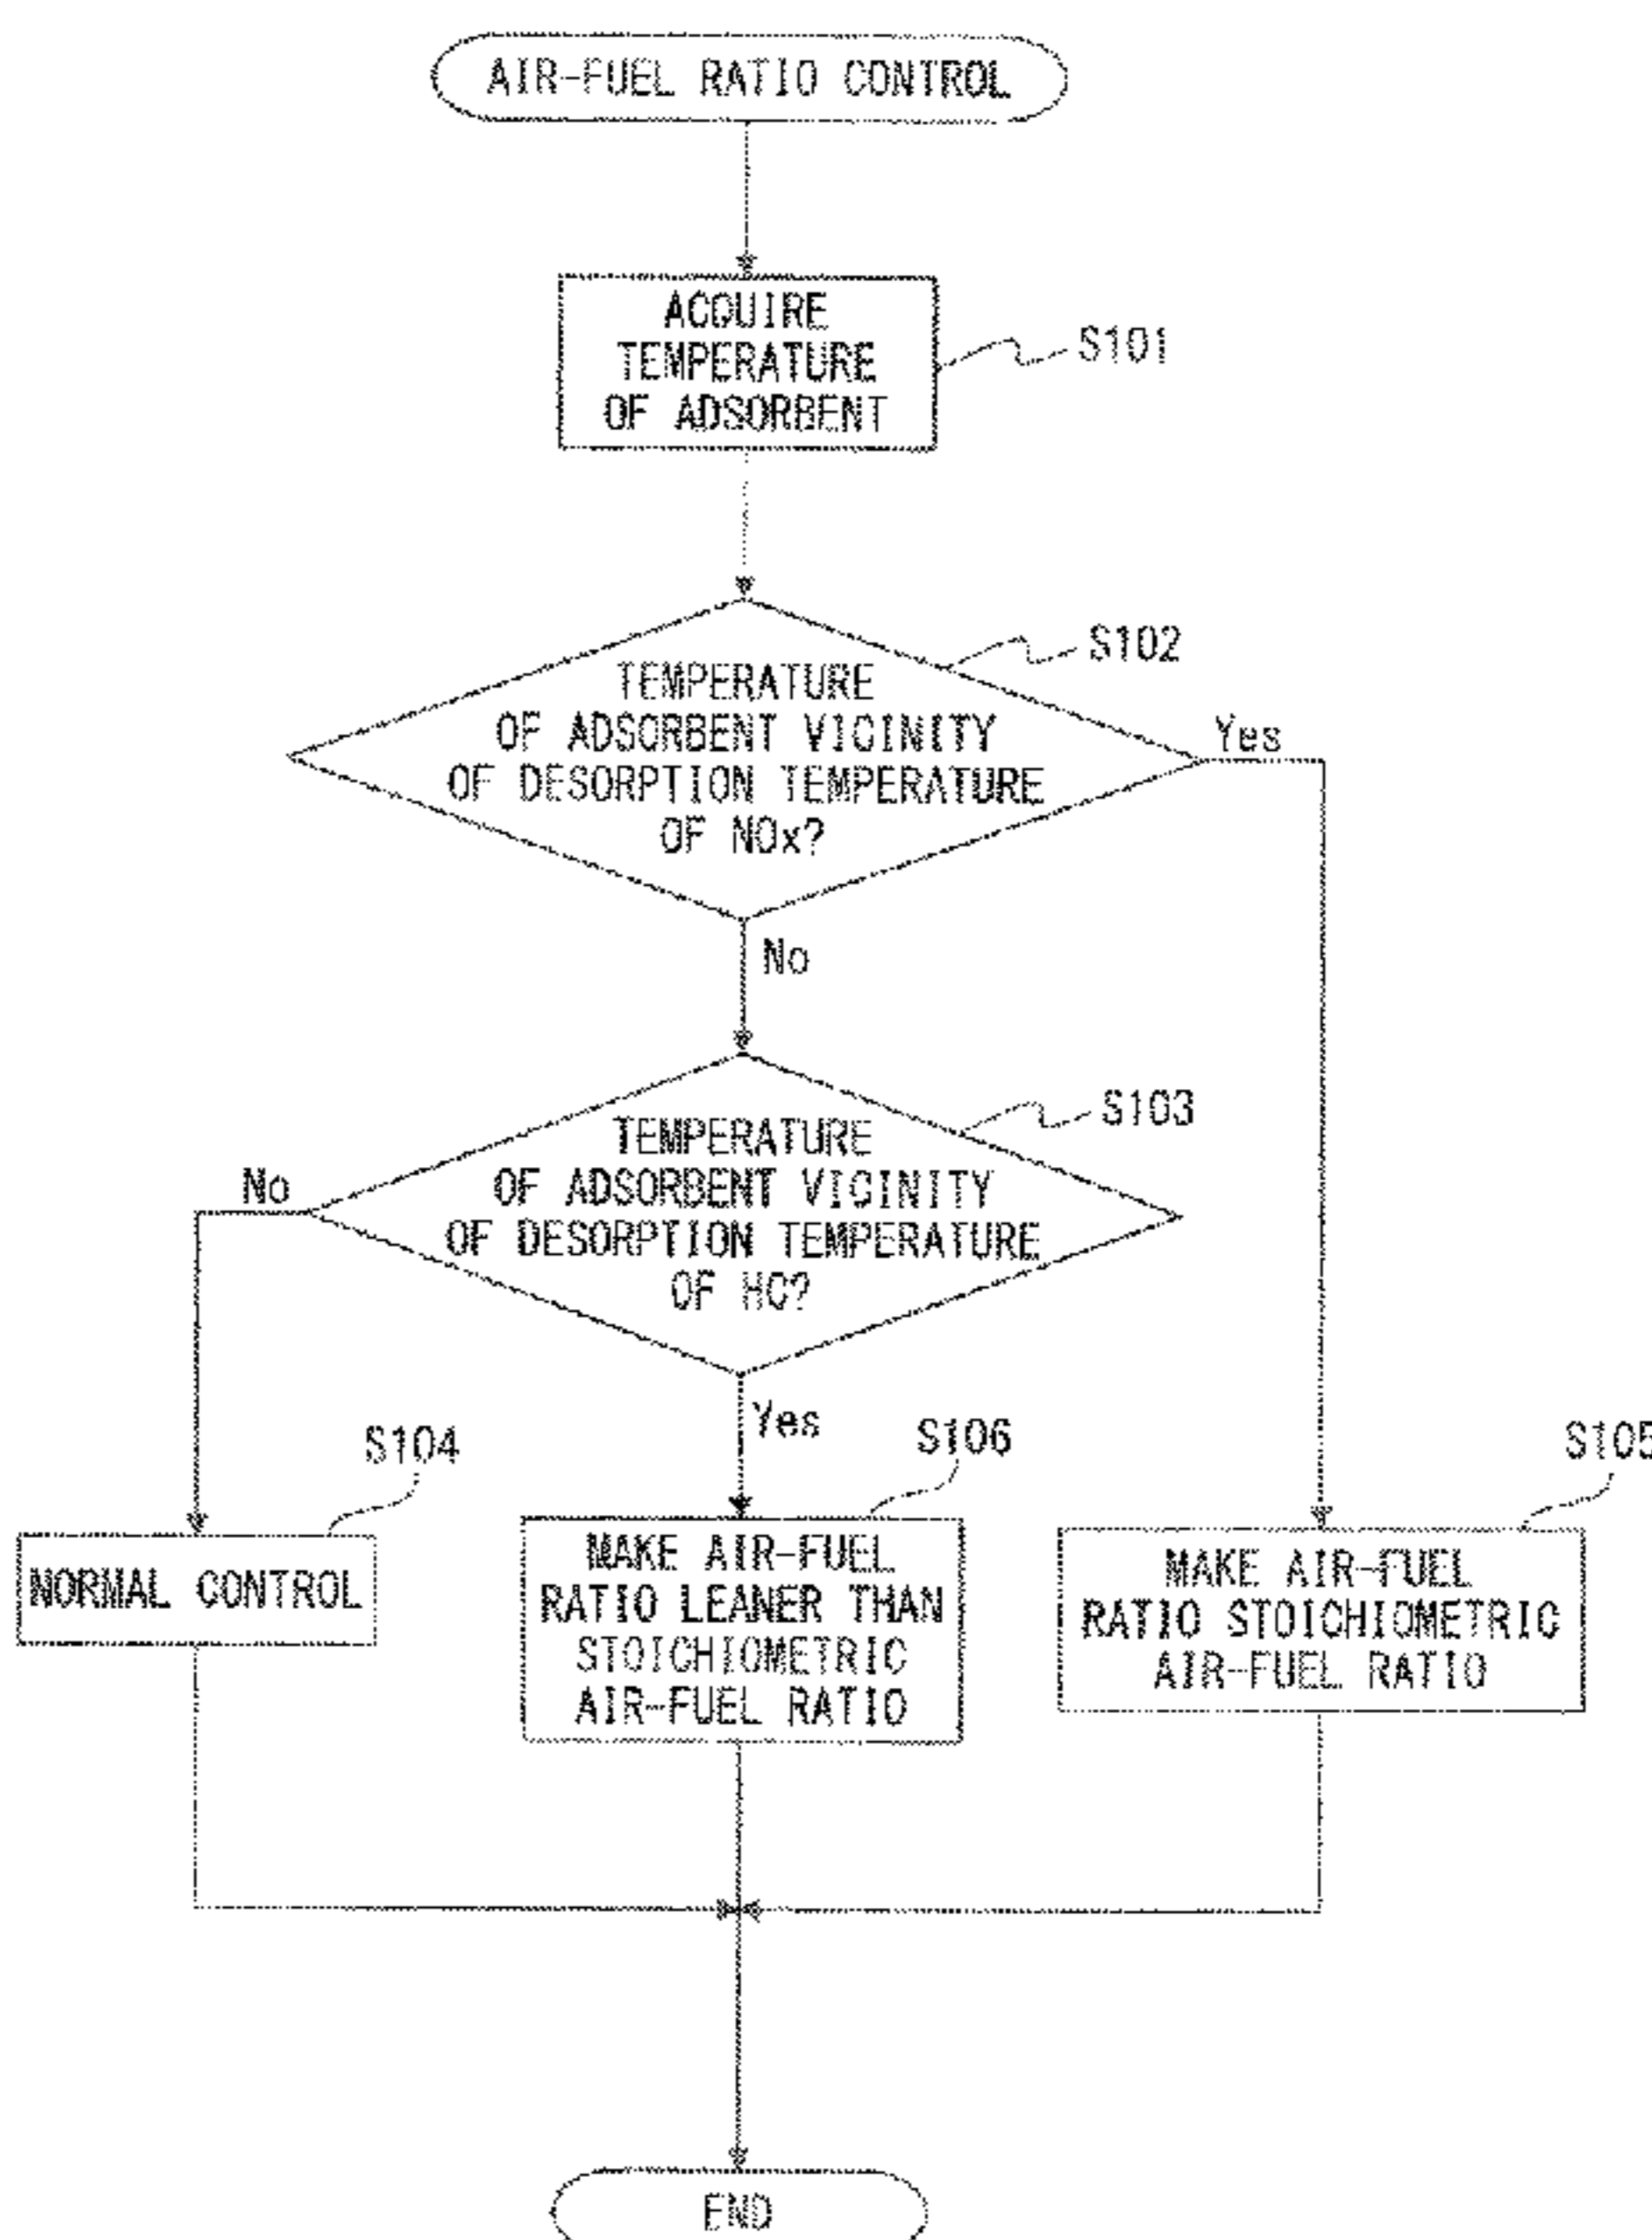 AIR-FUEL RATIO CONTROL
ACQUIRE
TEMPERATURE
OF ADSORBENT
S101
S102
TEMPERATURE
OF ADSORBENT VICINITY
OF DESORPTION TEMPERATURE
OF NOx?
Yes
No
S103
TEMPERATURE
OF ADSORBENT VICINITY
OF DESORPTION TEMPERATURE
OF HC?
No
Yes
S104
NORMAL CONTROL
S106
MAKE AIR-FUEL
RATIO LEANER THAN
STOICHIOMETRIC
AIR-FUEL RATIO
S105
MAKE AIR-FUEL
RATIO STOICHIOMETRIC
AIR-FUEL RATIO
END